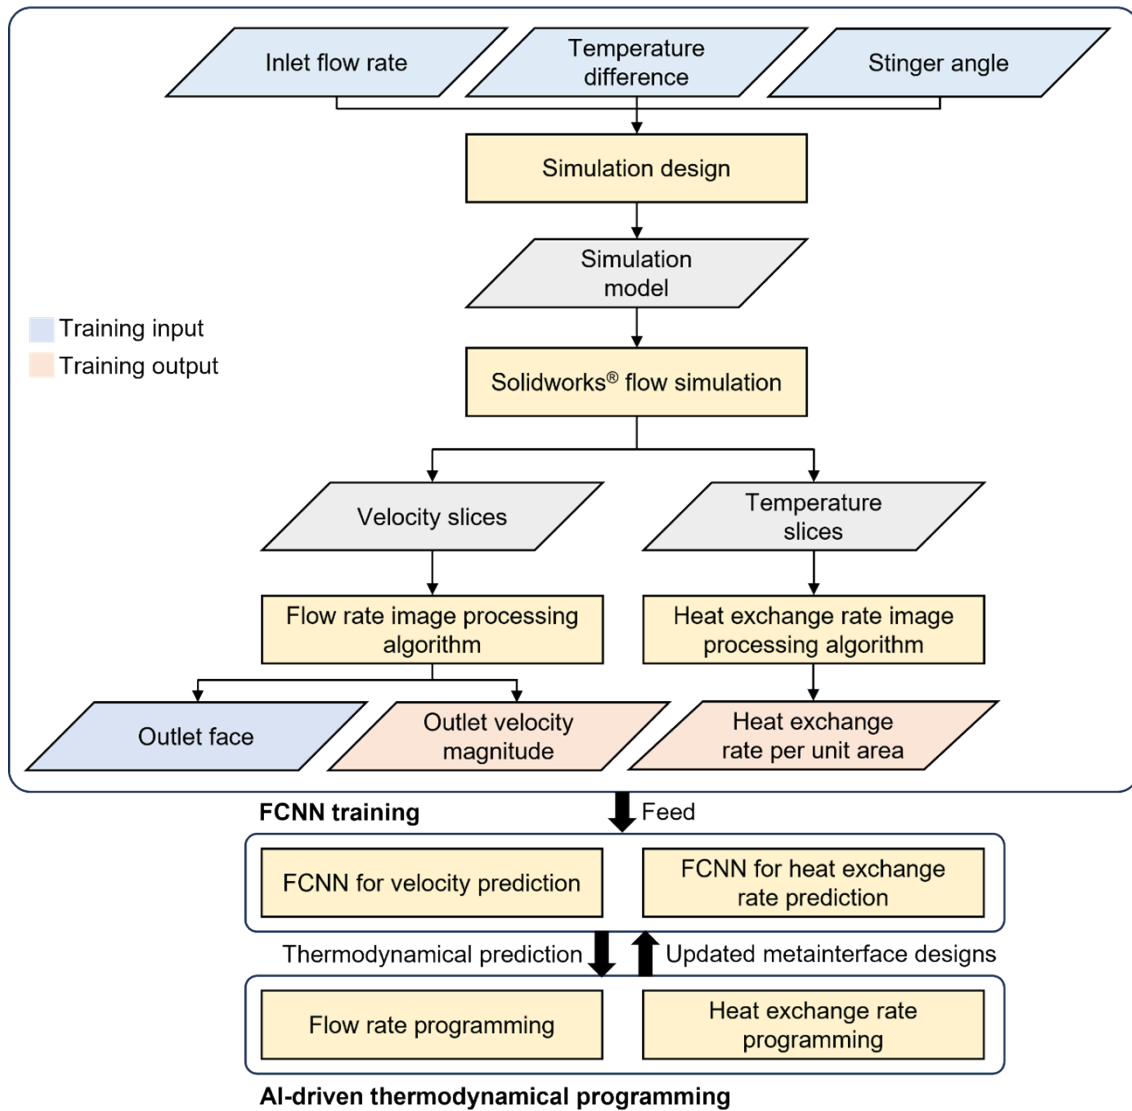 Inlet flow rate
Temperature
difference
Stinger angle
Simulation design
Simulation
model
Training input
Training output
Solidworks® flow simulation
Velocity slices
Temperature
slices
Flow rate image processing
algorithm
Heat exchange rate image
processing algorithm
Outlet face
Outlet velocity
magnitude
Heat exchange
rate per unit area
FCNN training
Feed
FCNN for velocity prediction
FCNN for heat exchange
rate prediction
Thermodynamical prediction
Updated metainterface designs
Flow rate programming
Heat exchange rate
programming
AI-driven thermodynamical programming